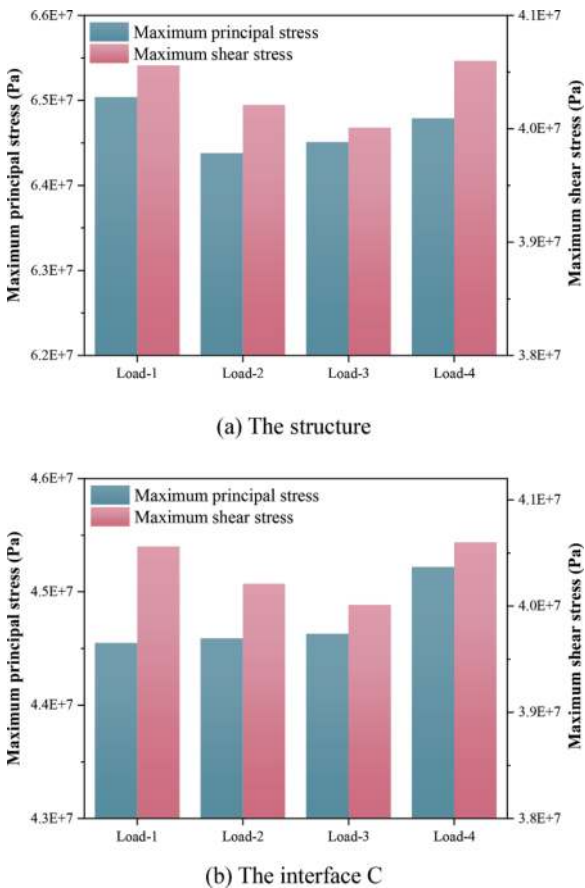 6.6E+7
6.5E+7
6.4E+7
6.3E+7
6.2E+7
Maximum principal stress (Pa)
Maximum principal stress
Maximum shear stress
4.1E+7
4.0E+7
3.9E+7
3.8E+7
Maximum shear stress (Pa)
Load-1 Load-2 Load-3 Load-4
(a) The structure
4.6E+7
4.5E+7
4.4E+7
4.3E+7
Maximum principal stress (Pa)
Maximum principal stress
Maximum shear stress
4.1E+7
4.0E+7
3.9E+7
3.8E+7
Maximum shear stress (Pa)
Load-1 Load-2 Load-3 Load-4
(b) The interface C